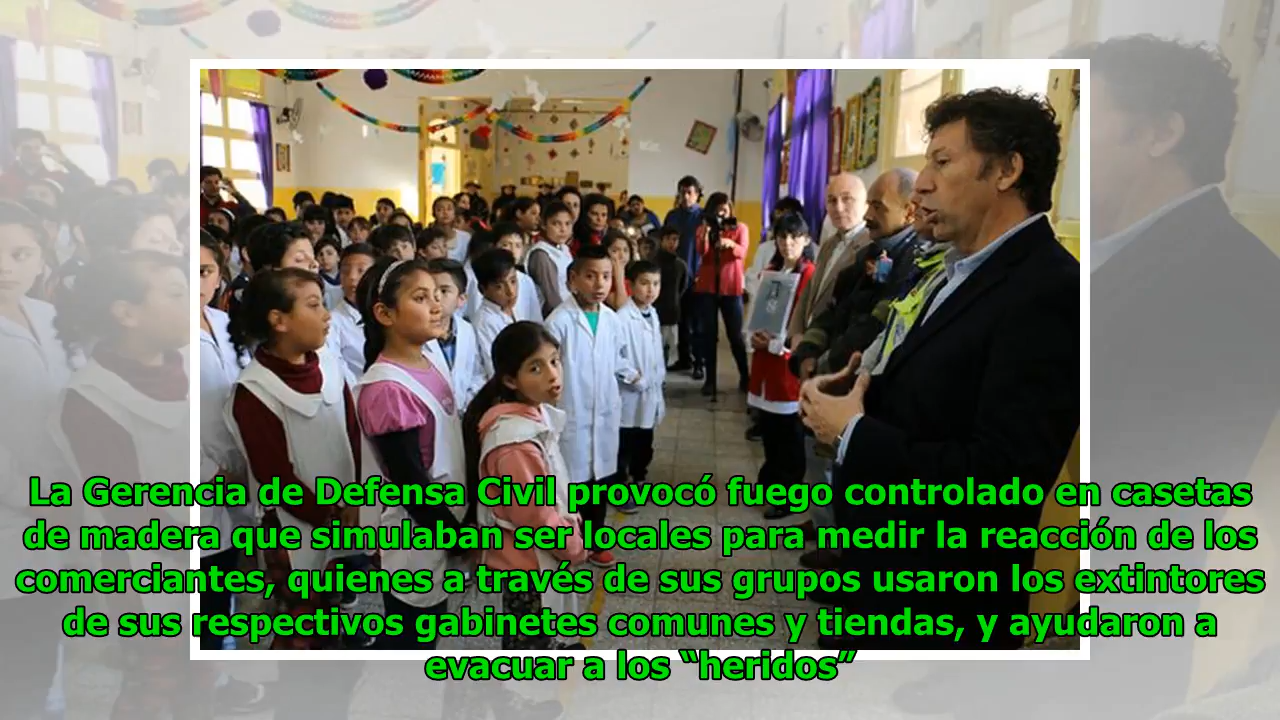 La Gerencia de Defensa Civil provocó fuego controlado en casetas
de madera que simulaban ser locales para medir la reacción de los
comerciantes, quienes a través de sus grupos usaron los extintores
de sus respectivos gabinetes comunes y tiendas, y ayudaron a
evacuar a los “heridos”